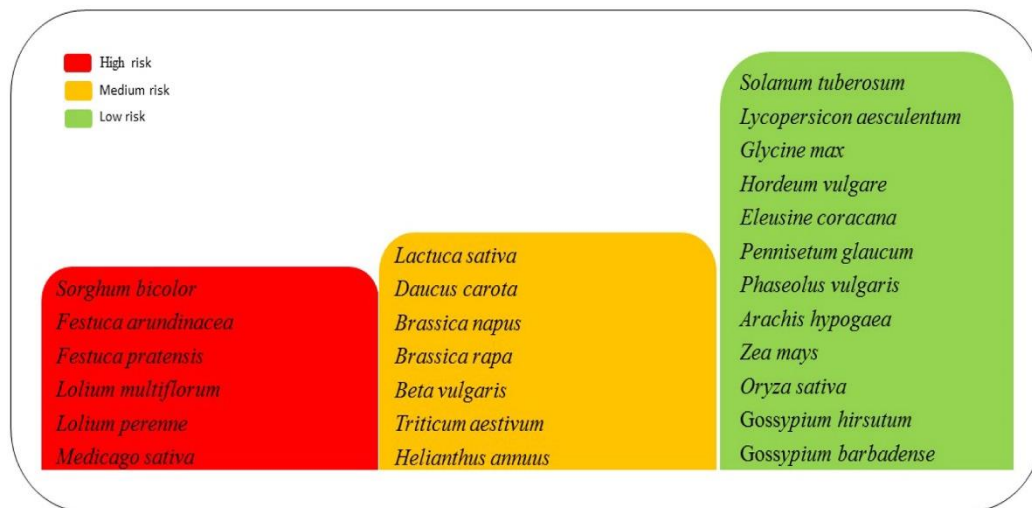 High risk
Medium risk
Low risk
Sorghum bicolor
Festuca arundinacea
Festuca pratensis
Lolium multiflorum
Lolium perenne
Medicago sativa
Lactuca sativa
Daucus carota
Brassica napus
Brassica rapa
Beta vulgaris
Triticum aestivum
Helianthus annuus
Solanum tuberosum
Lycopersicon aesculentum
Glycine max
Hordeum vulgare
Eleusine coracana
Pennisetum glaucum
Phaseolus vulgaris
Arachis hypogaea
Zea mays
Oryza sativa
Gossypium hirsutum
Gossypium barbadense